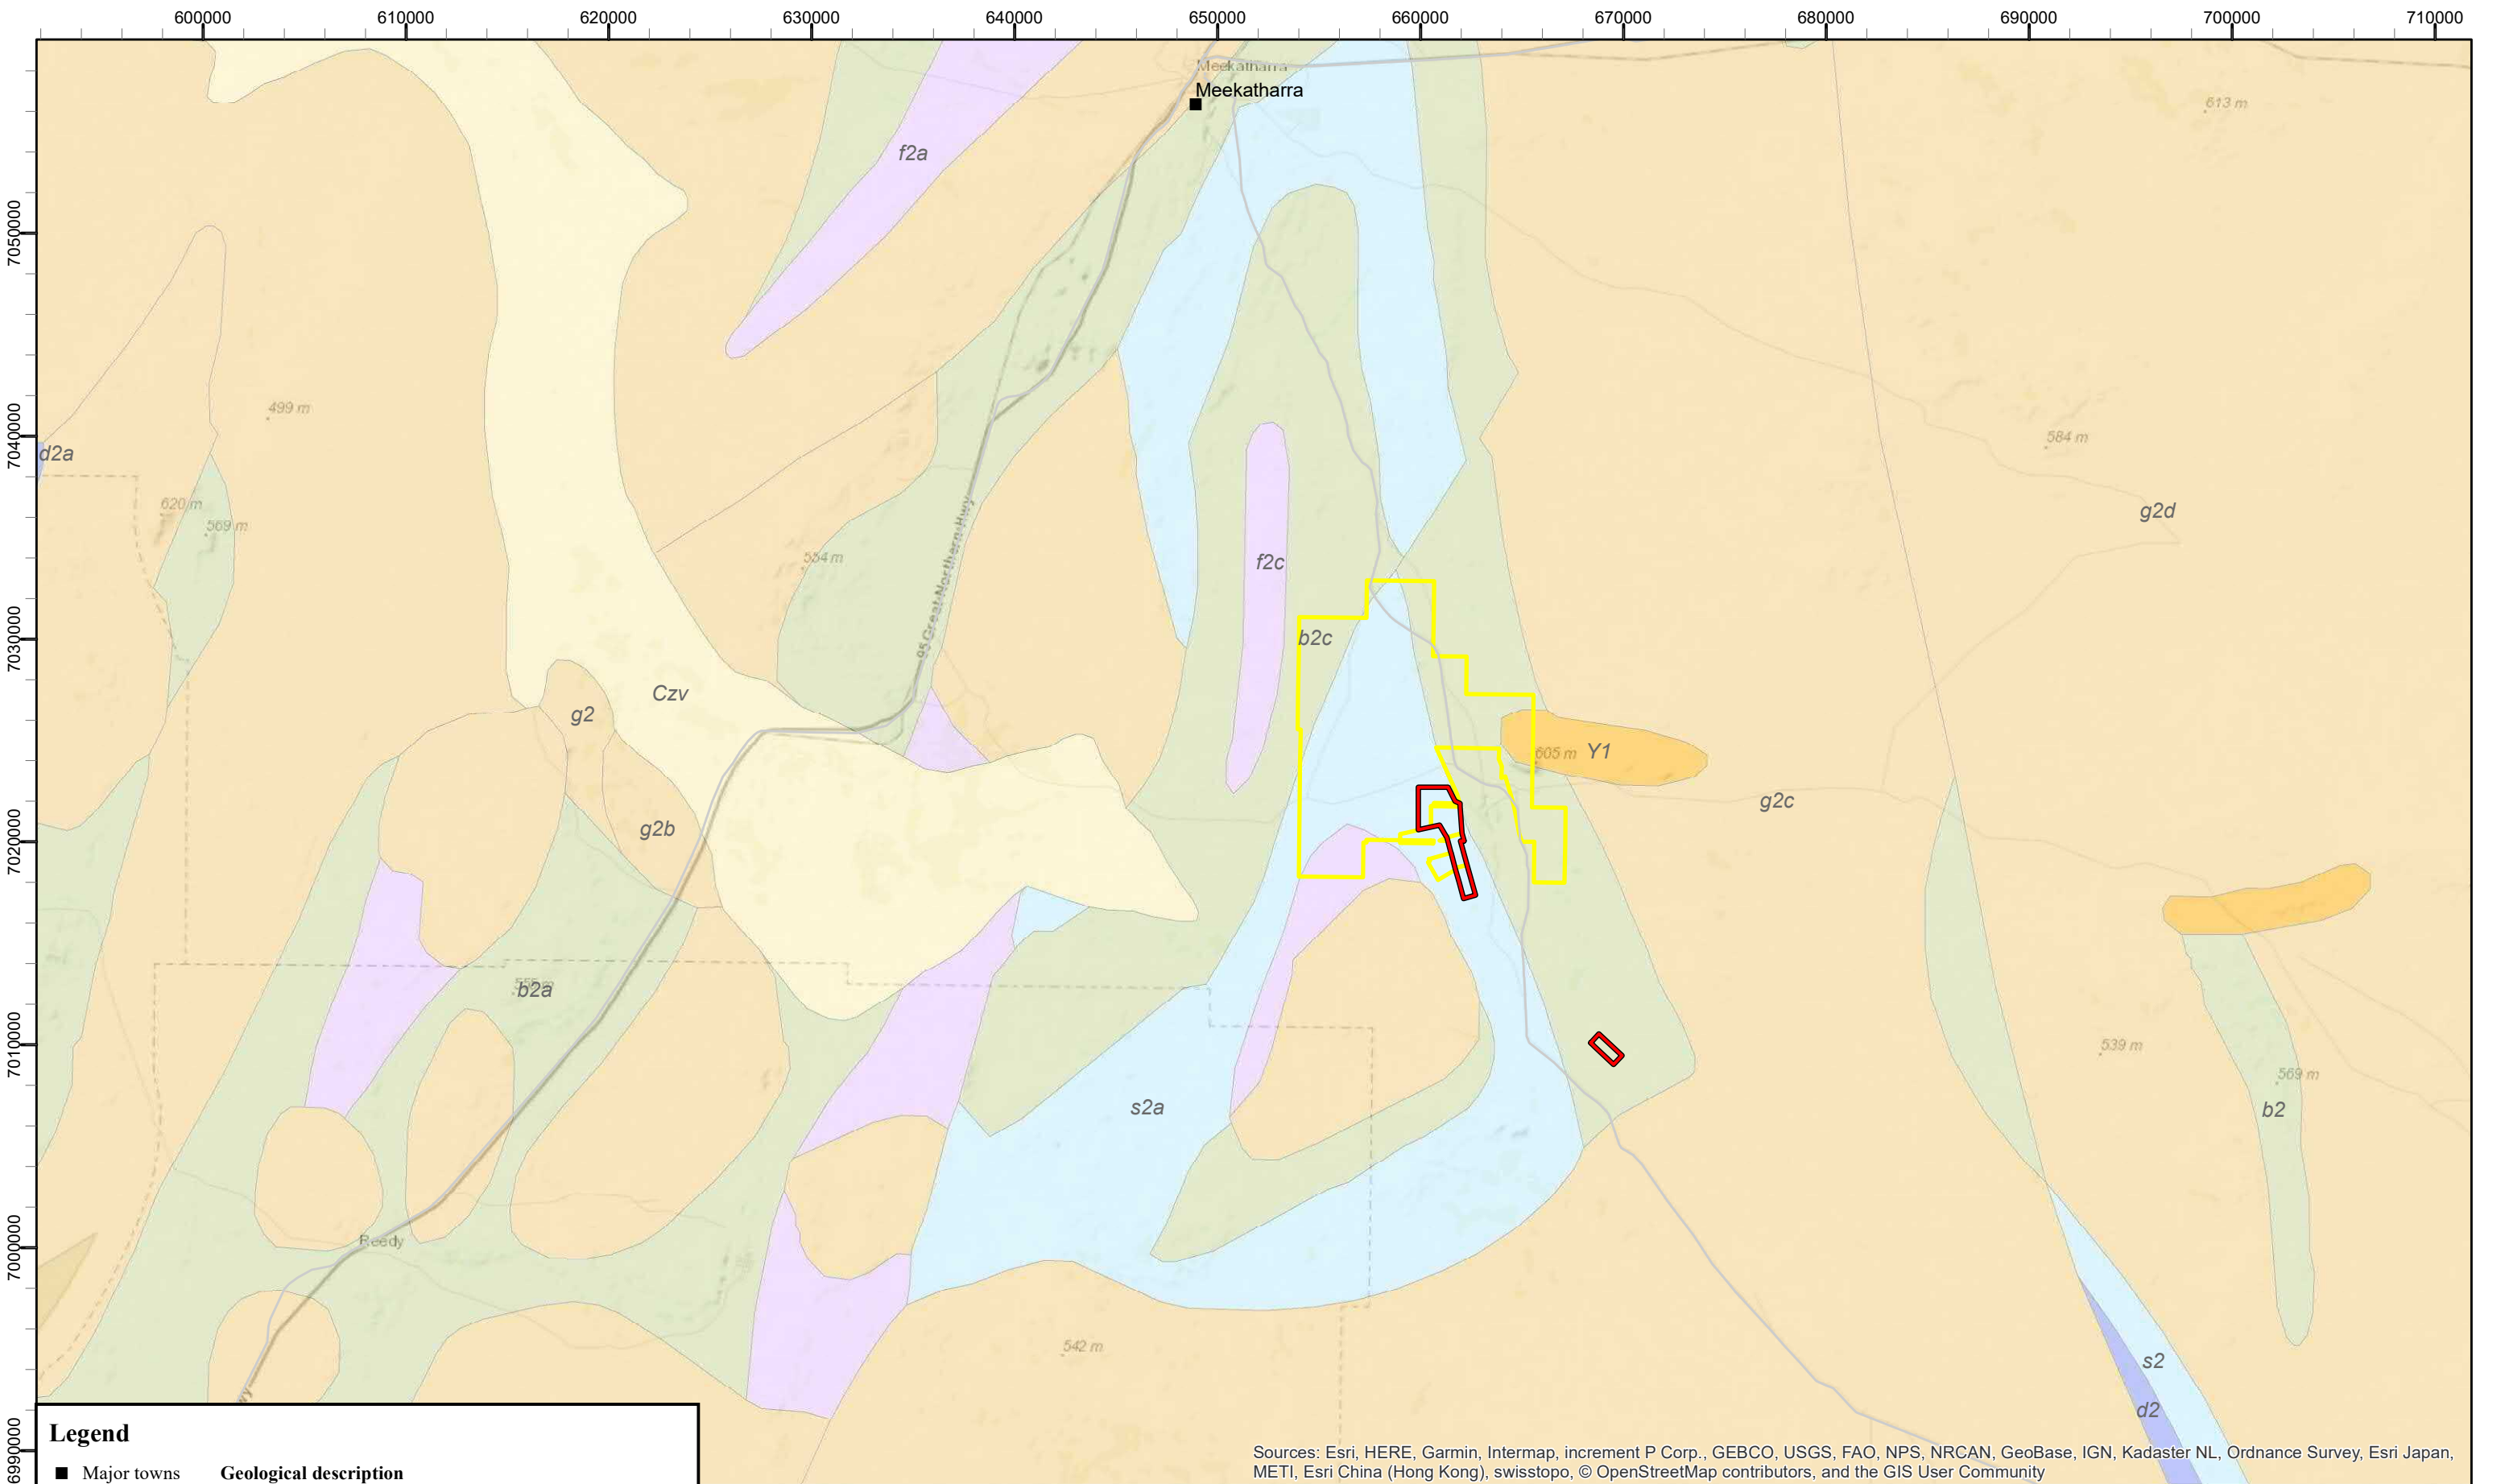 600000 610000 620000 630000 640000 650000 660000 670000 680000 690000 700000 710000
Meekatharra
Meekatharra
613 m
f2a
7050000
499 m
584 m
7040000
d2a
620 m
569 m
g2d
554 m
f2c
95 Great Northern Hwy
7030000
b2c
Czv
g2
605 m
Y1
g2c
g2b
7020000
b2a
539 m
7010000
569 m
s2a
b2
Reedy
7000000
542 m
s2
d2
6990000
Legend
Major towns
Geological description
Sources: Esri, HERE, Garmin, Intermap, increment P Corp., GEBCO, USGS, FAO, NPS, NRCAN, GeoBase, IGN, Kadaster NL, Ordnance Survey, Esri Japan,
METI, Esri China (Hong Kong), swisstopo, © OpenStreetMap contributors, and the GIS User Community